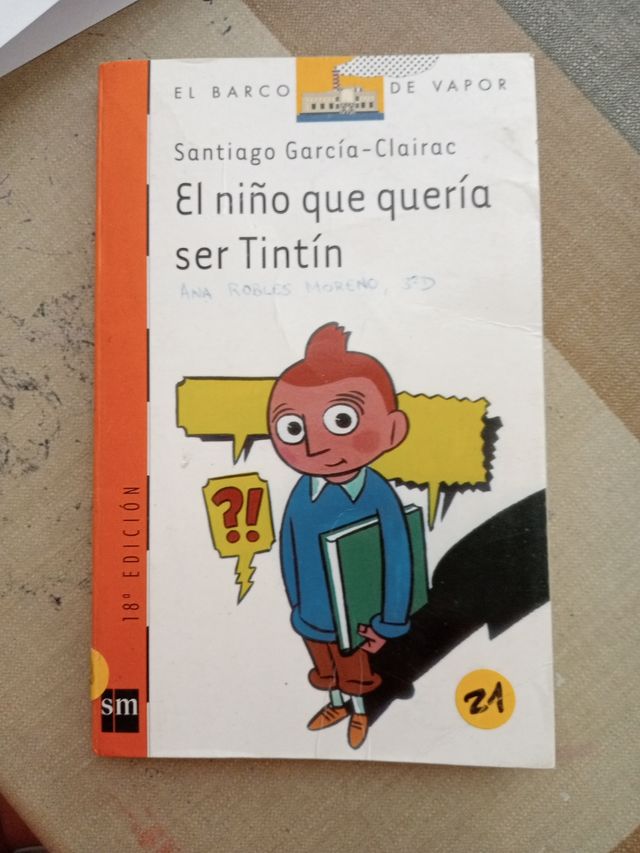 EL BARCO DE VAPOR
Santiago García-Clairac
El niño que quería
ser Tintín
ANA ROBLES MORENO, 5ºD
?!
18ª EDICIÓN
sm
21